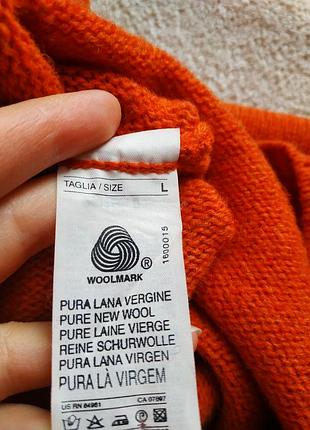 TAGLIA / SIZE L
®
WOOLMARK
1600015
PURA LANA VERGINE
PURE NEW WOOL
PURE LAINE VIERGE
REINE SCHURWOLLE
PURA LANA VIRGEN
PURA LÀ VIRGEM
US RN 84961 CA 07897